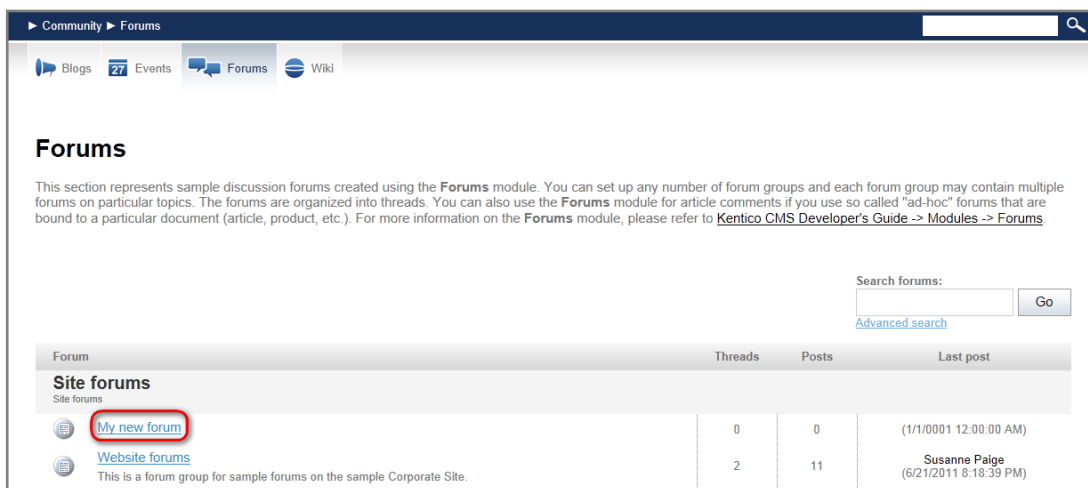 ► Community ► Forums
Blogs 27 Events Forums Wiki
Forums
This section represents sample discussion forums created using the Forums module. You can set up any number of forum groups and each forum group may contain multiple
forums on particular topics. The forums are organized into threads. You can also use the Forums module for article comments if you use so called "ad-hoc" forums that are
bound to a particular document (article, product, etc.). For more information on the Forums module, please refer to Kentico CMS Developer's Guide -> Modules -> Forums.
Search forums:
Go
Advanced search
Forum Threads Posts Last post
Site forums
Site forums
My new forum 0 0 (1/1/0001 12:00:00 AM)
Website forums 2 11 Susanne Paige
This is a forum group for sample forums on the sample Corporate Site. (6/21/2011 8:18:39 PM)